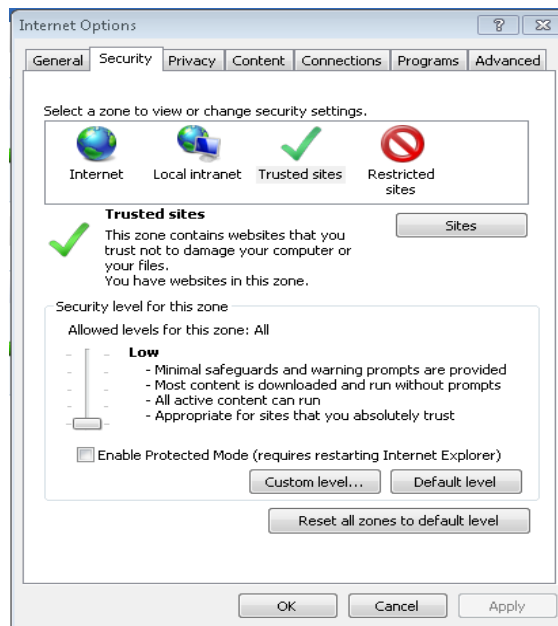 Internet Options
General Security Privacy Content Connections Programs Advanced
Select a zone to view or change security settings.
Internet Local intranet Trusted sites Restricted sites
Trusted sites
Sites
This zone contains websites that you
trust not to damage your computer or
your files.
You have websites in this zone.
Security level for this zone
Allowed levels for this zone: All
Low
- Minimal safeguards and warning prompts are provided
- Most content is downloaded and run without prompts
- All active content can run
- Appropriate for sites that you absolutely trust
Enable Protected Mode (requires restarting Internet Explorer)
Custom level... Default level
Reset all zones to default level
OK Cancel Apply